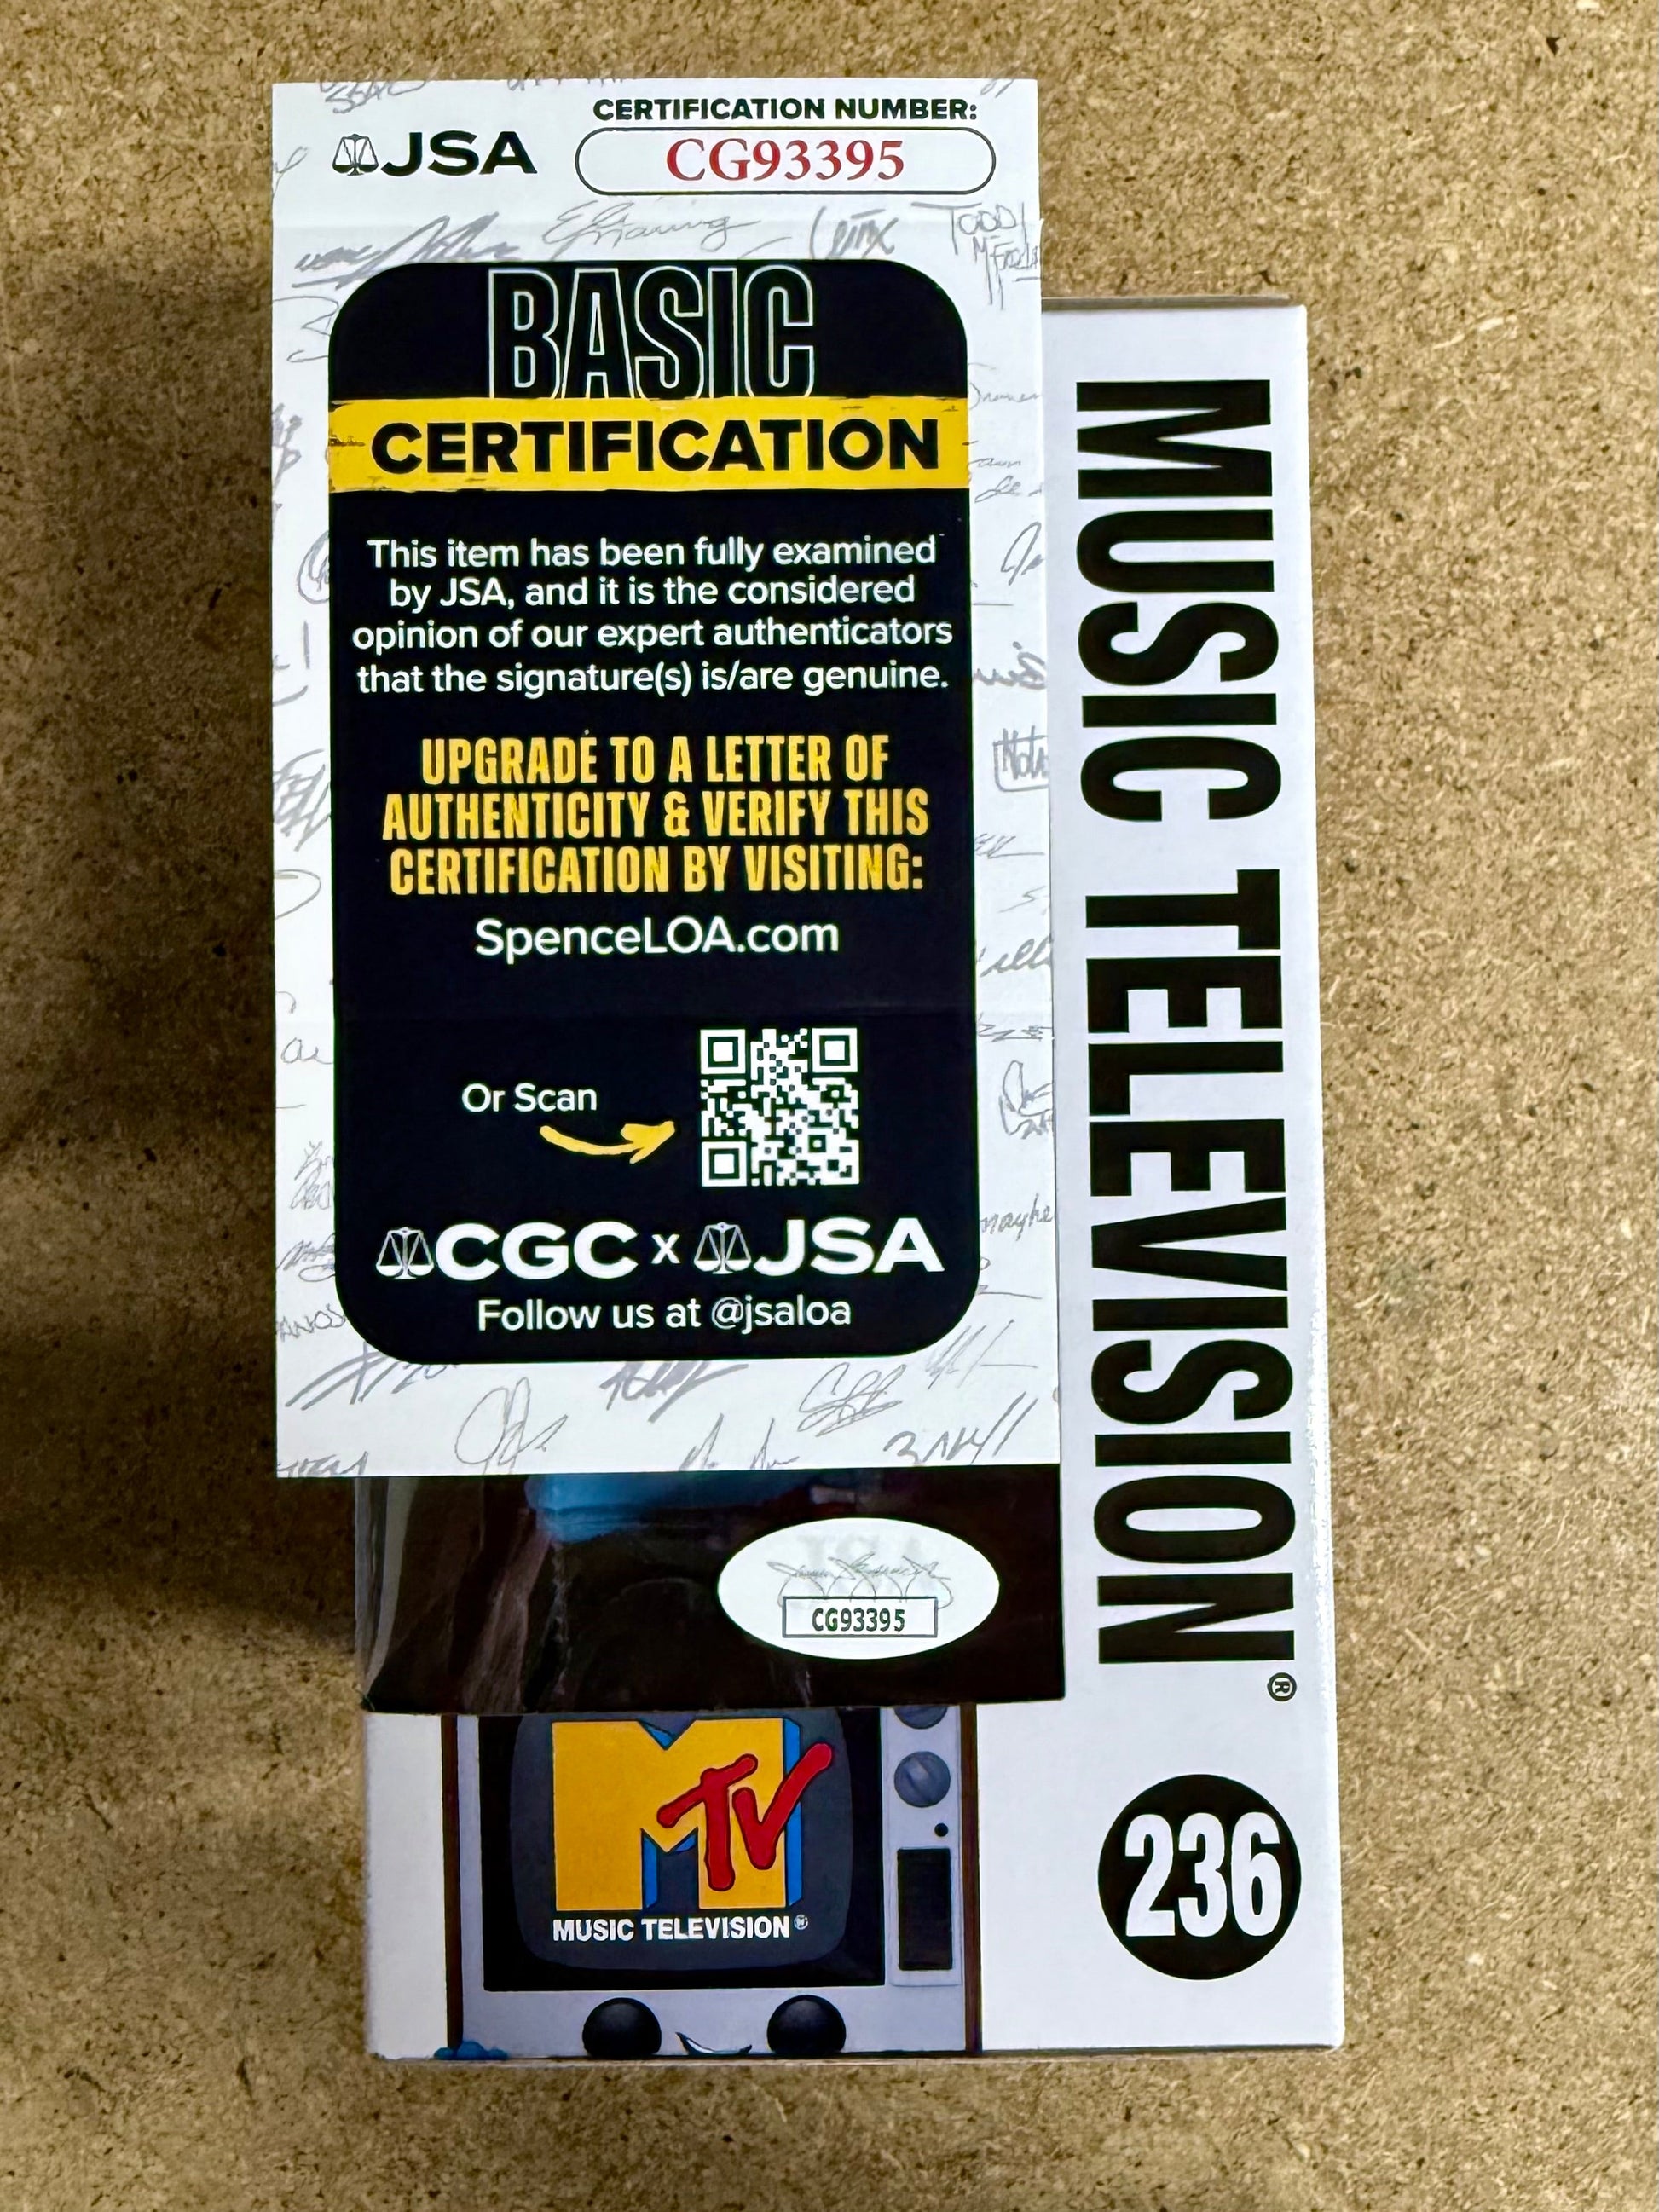 JSA
CERTIFICATION NUMBER:
CG93395
BASIC
CERTIFICATION
This item has been fully examined
by JSA, and it is the considered
opinion of our expert authenticators
that the signature(s) is/are genuine.
UPGRADE TO A LETTER OF
AUTHENTICITY & VERIFY THIS
CERTIFICATION BY VISITING:
SpenceLOA.com
Or Scan
CGC x JSA
Follow us at @jsaloa
JSA
CG93395
MTV
MUSIC TELEVISION®
MUSIC TELEVISION®
236